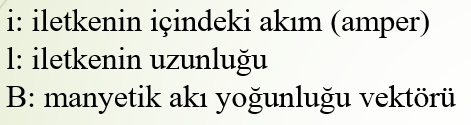 i: iletkenin içindeki akım (amper)
l: iletkenin uzunluğu
B: manyetik akı yoğunluğu vektörü